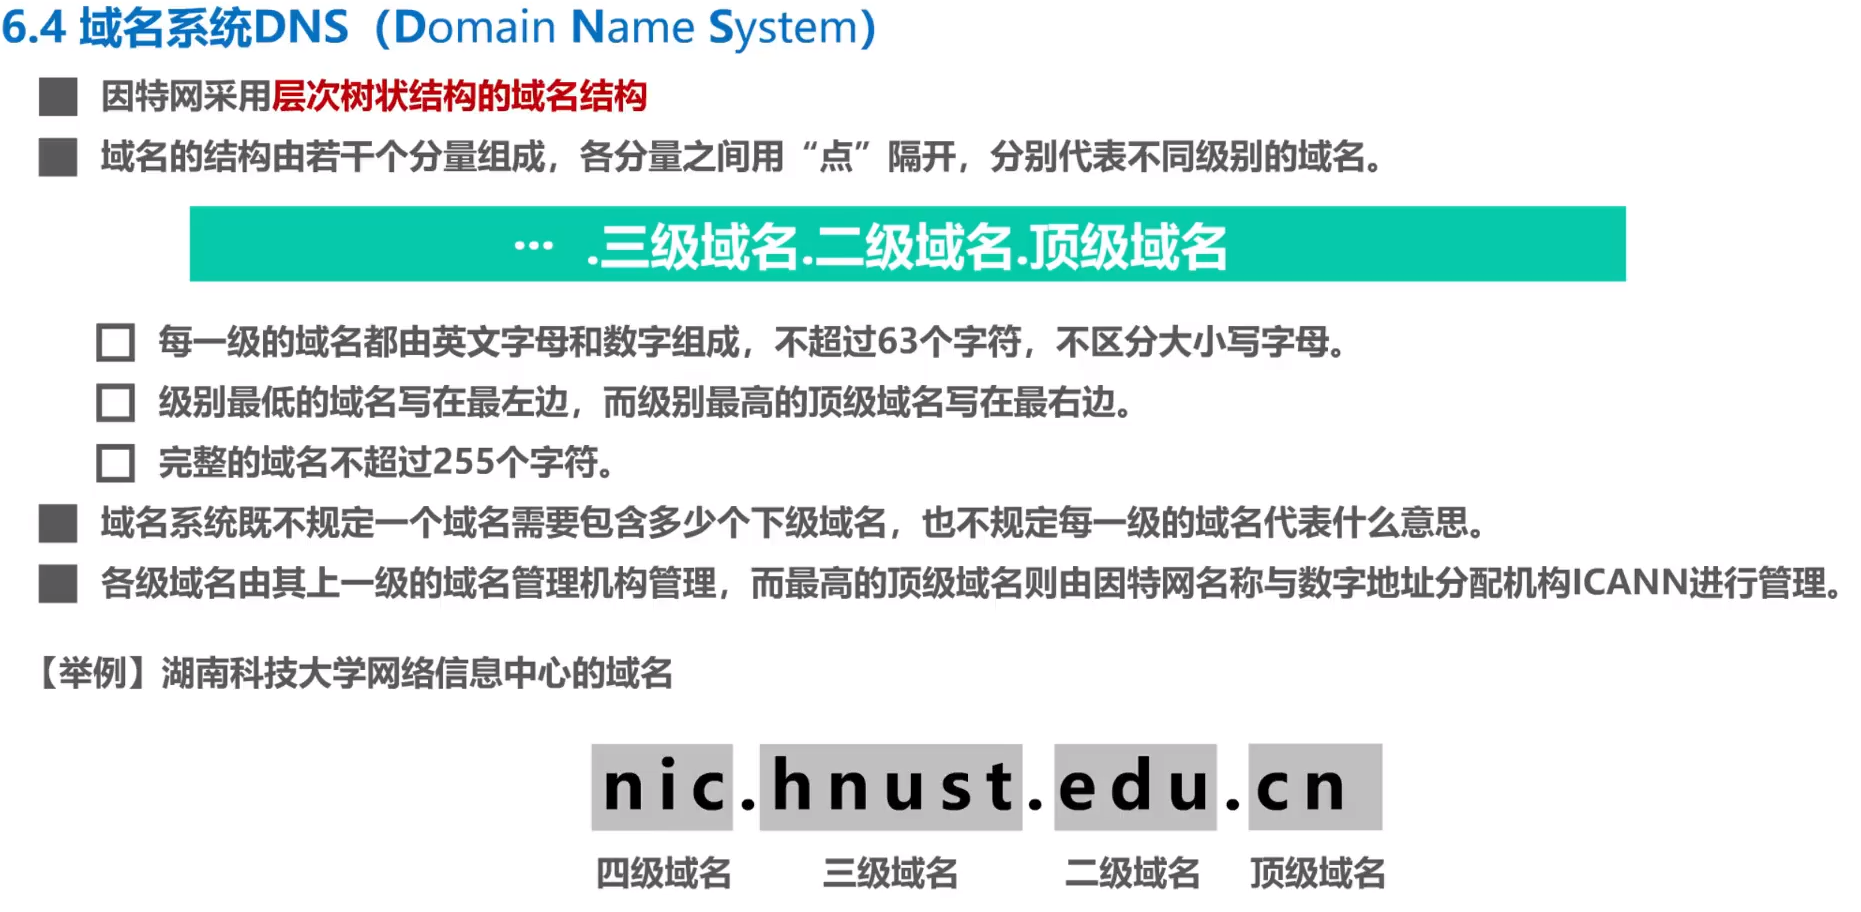 6.4 域名系统DNS（Domain Name System）
因特网采用层次树状结构的域名结构
域名的结构由若干个分量组成，各分量之间用“点”隔开，分别代表不同级别的域名。
… .三级域名.二级域名.顶级域名
每一级的域名都由英文字母和数字组成，不超过63个字符，不区分大小写字母。
级别最低的域名写在最左边，而级别最高的顶级域名写在最右边。
完整的域名不超过255个字符。
域名系统既不规定一个域名需要包含多少个下级域名，也不规定每一级的域名代表什么意思。
各级域名由其上一级的域名管理机构管理，而最高的顶级域名则由因特网名称与数字地址分配机构ICANN进行管理。
【举例】湖南科技大学网络信息中心的域名
nic.hnust.edu.cn
四级域名 三级域名 二级域名 顶级域名